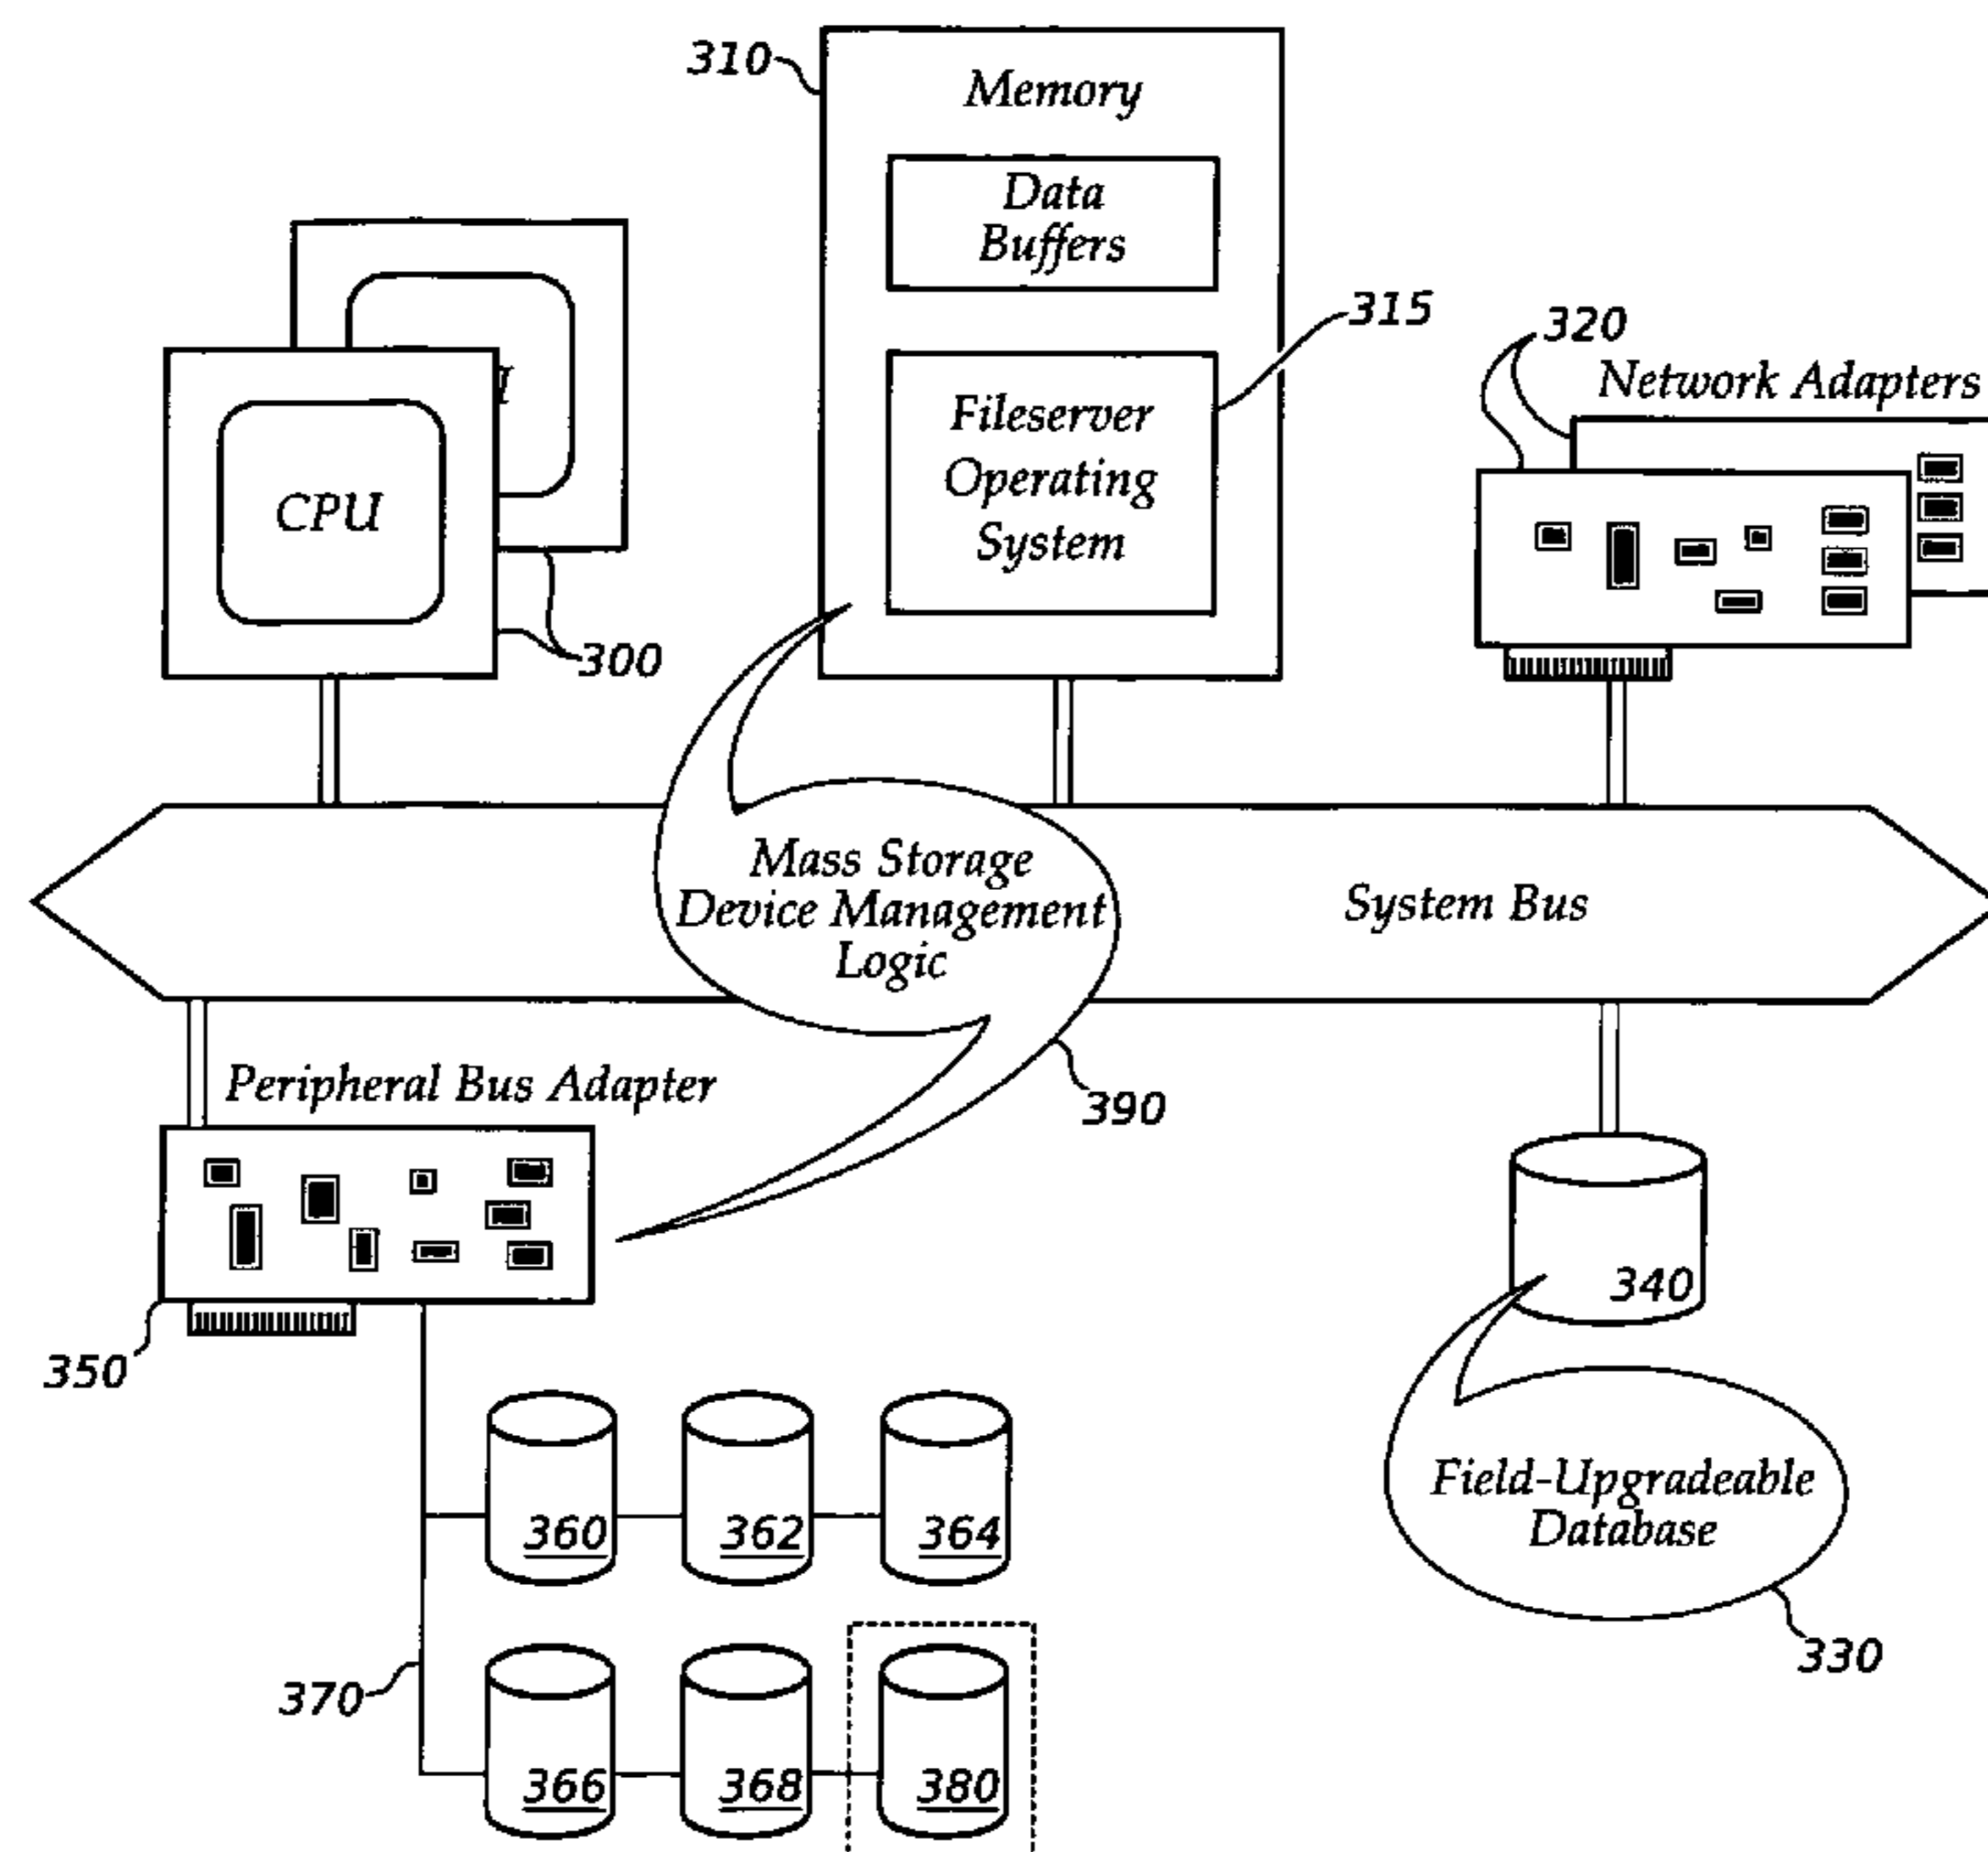 310
Memory
Data
Buffers
315
320
Network Adapters
Fileserver
Operating
System
CPU
300
Mass Storage
Device Management
Logic
System Bus
Peripheral Bus Adapter
390
340
350
Field-Upgradeable
Database
360
362
364
330
370
366
368
380